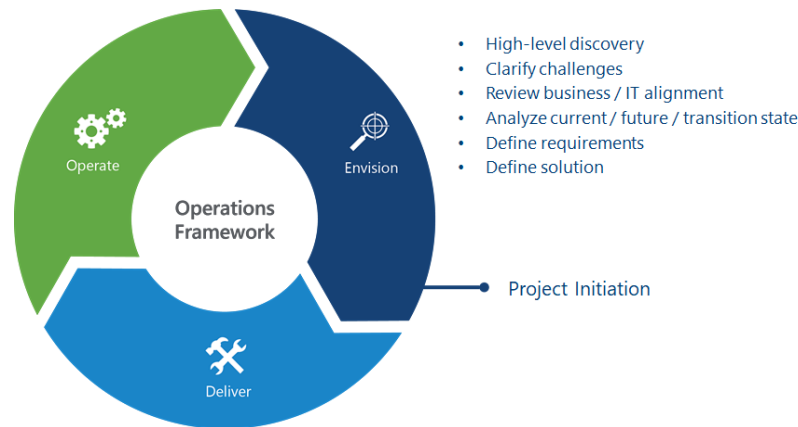 Operate
Envision
Operations
Framework
Deliver
• High-level discovery
• Clarify challenges
• Review business / IT alignment
• Analyze current / future / transition state
• Define requirements
• Define solution
Project Initiation